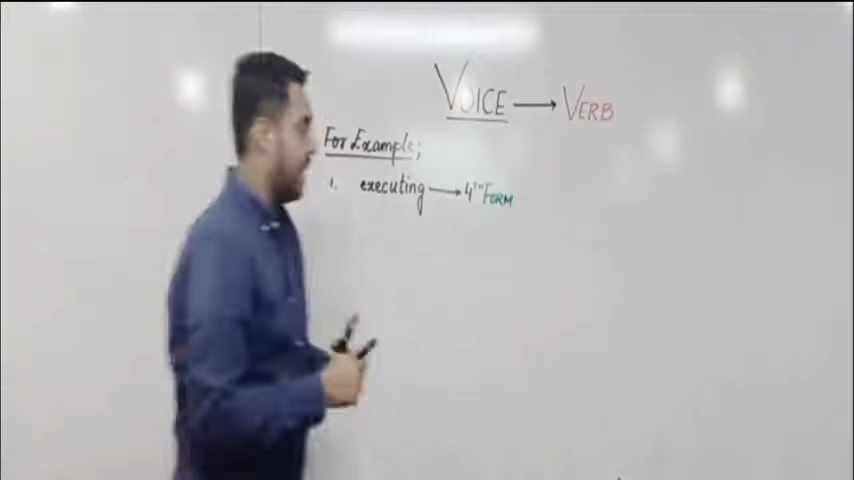 VOICE → VERB
For Example;
1. executing → 4TH FORM